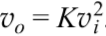 v_o = Kv_i^2.